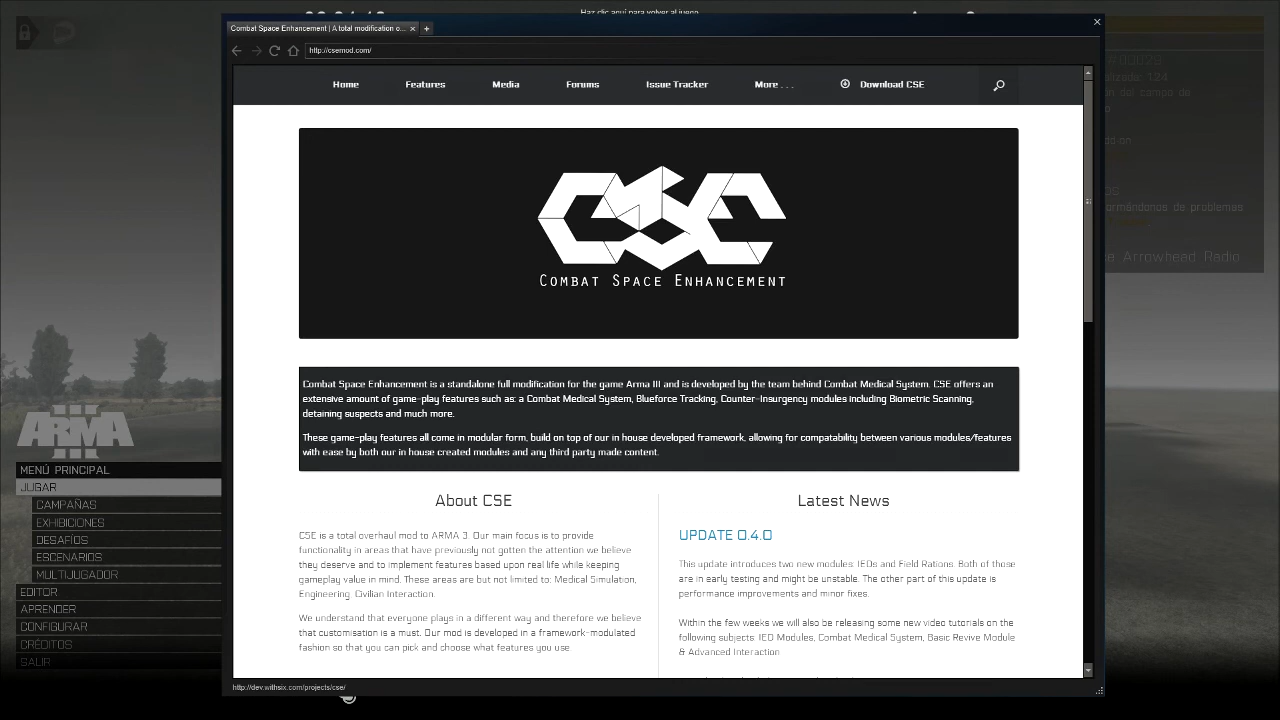 Haz clic aquí para volver al juego
Combat Space Enhancement | A total modification o...
http://csemod.com/
Home
Features
Media
Forums
Issue Tracker
More . . .
Download CSE
CSE
COMBAT SPACE ENHANCEMENT
Combat Space Enhancement is a standalone full modification for the game Arma III and is developed by the team behind Combat Medical System. CSE offers an
extensive amount of game-play features such as: a Combat Medical System, Blueforce Tracking, Counter-Insurgency modules including Biometric Scanning,
detaining suspects and much more.
These game-play features all come in modular form, build on top of our in house developed framework, allowing for compatability between various modules/features
with ease by both our in house created modules and any third party made content.
About CSE
CSE is a total overhaul mod to ARMA 3. Our main focus is to provide
functionality in areas that have previously not gotten the attention we believe
they deserve and to implement features based upon real life while keeping
gameplay value in mind. These areas are but not limited to: Medical Simulation,
Engineering, Civilian Interaction.
We understand that everyone plays in a different way and therefore we believe
that customisation is a must. Our mod is developed in a framework-modulated
fashion so that you can pick and choose what features you use.
Latest News
UPDATE 0.4.0
This update introduces two new modules: IEDs and Field Rations. Both of those
are in early testing and might be unstable. The other part of this update is
performance improvements and minor fixes.
Within the few weeks we will also be releasing some new video tutorials on the
following subjects: IED Modules, Combat Medical System, Basic Revive Module
& Advanced Interaction
http://dev.withsix.com/projects/cse/
ARMA III
MENÚ PRINCIPAL
JUGAR
CAMPAÑAS
EXHIBICIONES
DESAFÍOS
ESCENARIOS
MULTIJUGADOR
EDITOR
APRENDER
CONFIGURAR
CRÉDITOS
SALIR
#00029
1.24
del campo de
problemas
Arrowhead Radio